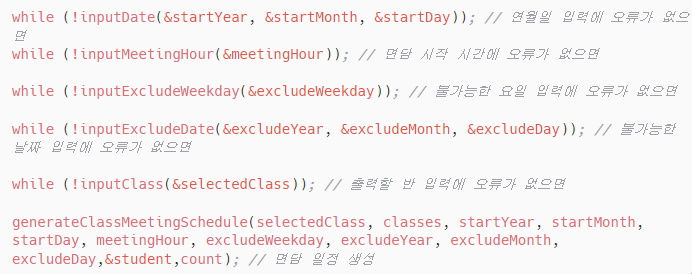 while (!inputDate(&startYear, &startMonth, &startDay)); // 연월일 입력에 오류가 없으
면
while (!inputMeetingHour(&meetingHour)); // 면담 시작 시간에 오류가 없으면
while (!inputExcludeWeekday(&excludeWeekday)); // 불가능한 요일 입력에 오류가 없으면
while (!inputExcludeDate(&excludeYear, &excludeMonth, &excludeDay)); // 불가능한
날짜 입력에 오류가 없으면
while (!inputClass(&selectedClass)); // 출력할 반 입력에 오류가 없으면
generateClassMeetingSchedule(selectedClass, classes, startYear, startMonth,
startDay, meetingHour, excludeWeekday, excludeYear, excludeMonth,
excludeDay,&student,count); // 면담 일정 생성